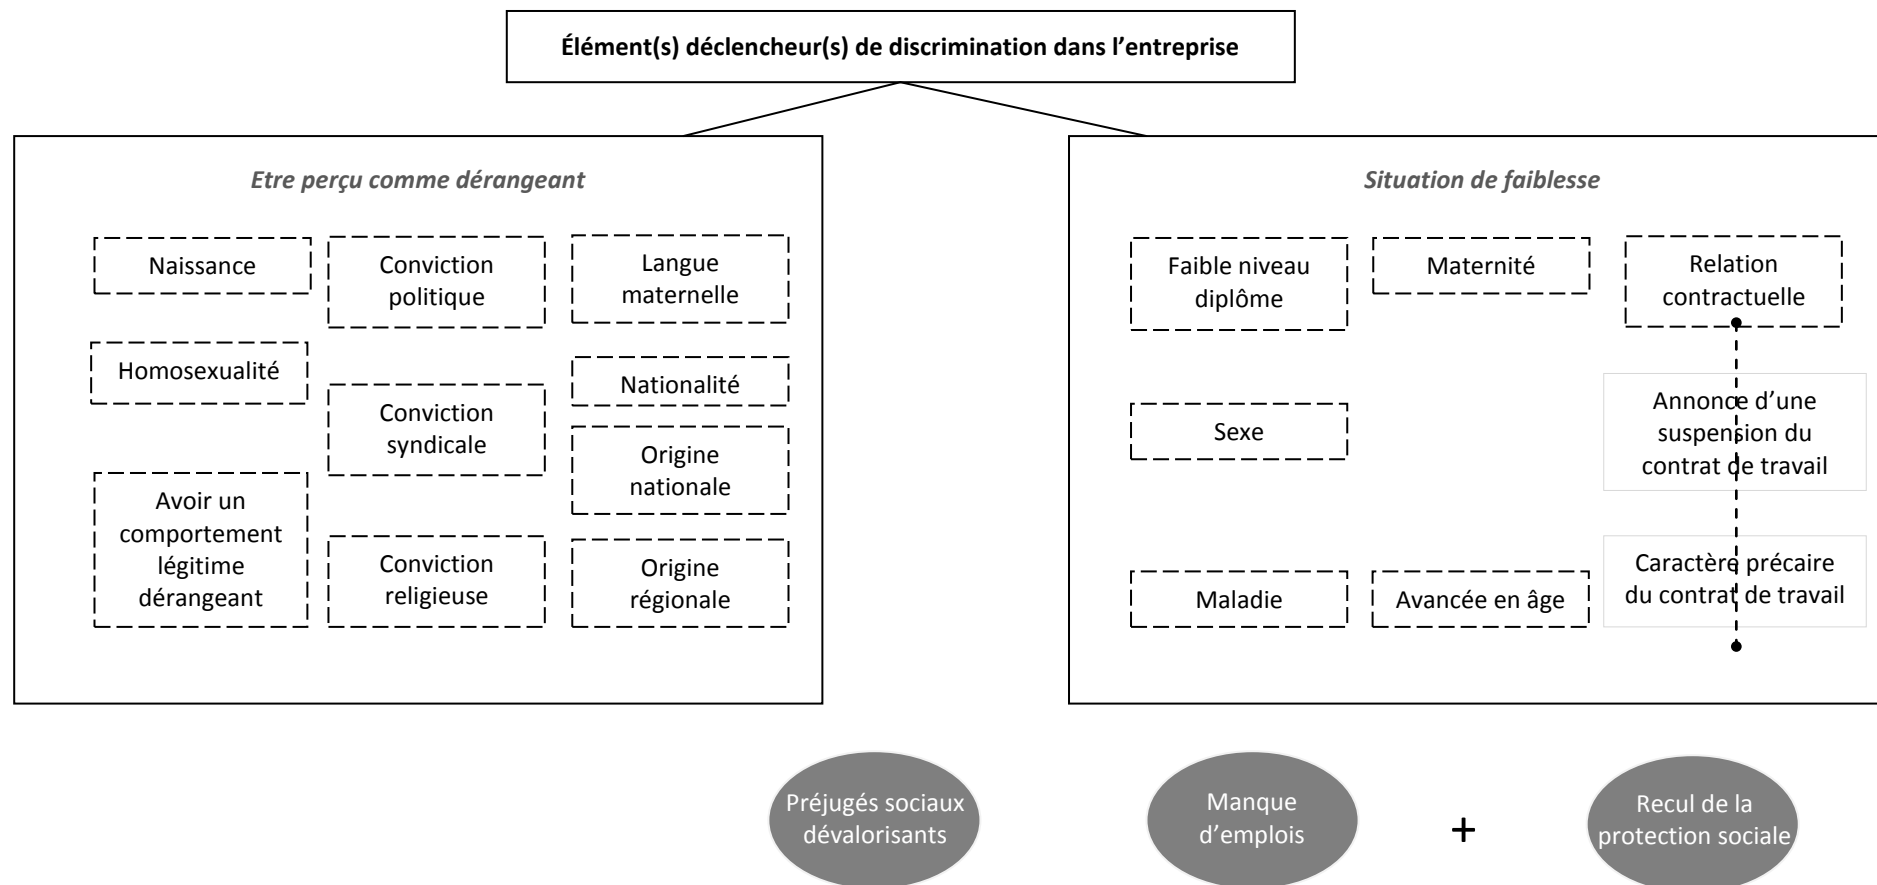 Élément(s) déclencheur(s) de discrimination dans l’entreprise
Etre perçu comme dérangeant
Naissance
Homosexualité
Avoir un
comportement
légitime
dérangeant
Conviction
politique
Conviction
syndicale
Conviction
religieuse
Langue
maternelle
Nationalité
Origine
nationale
Origine
régionale
Situation de faiblesse
Faible niveau
diplôme
Sexe
Maladie
Maternité
Avancée en âge
Relation
contractuelle
Annonce d’une
suspension du
contrat de travail
Caractère précaire
du contrat de travail
Préjugés sociaux
dévalorisants
Manque
d’emplois
+
Recul de la
protection sociale